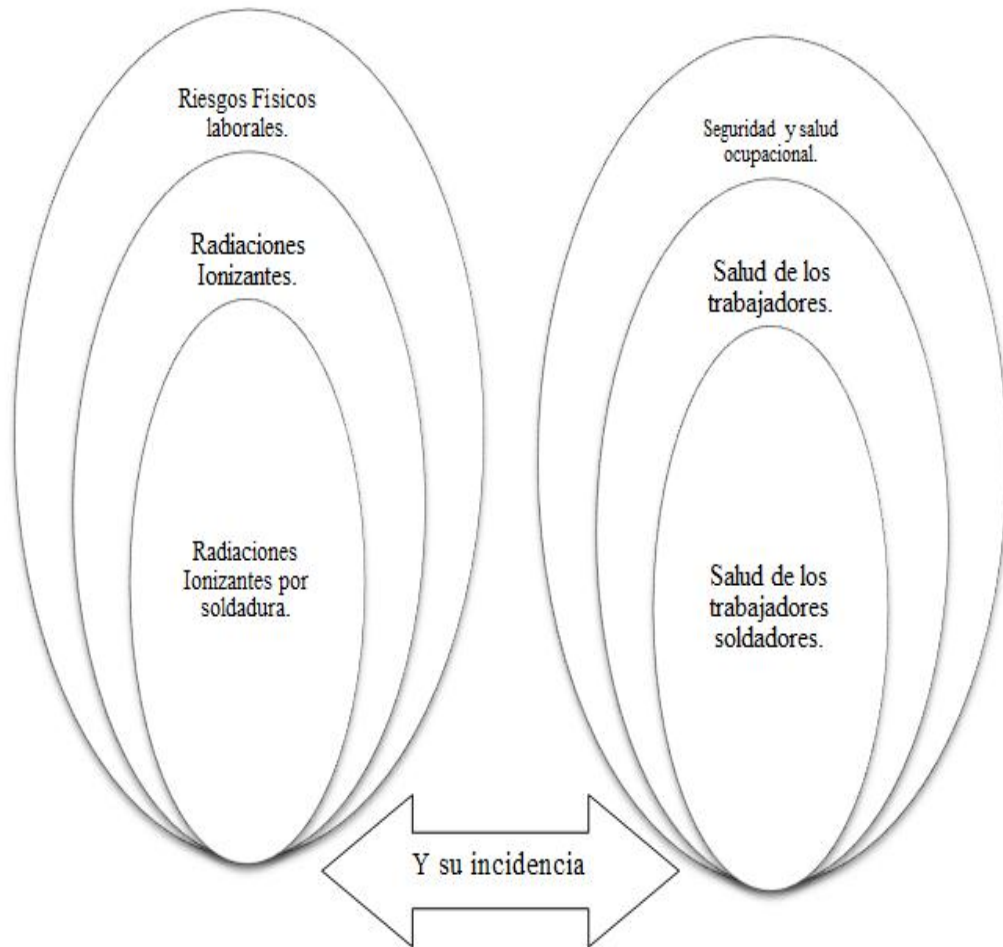 Riesgos Físicos
laborales.
Radiaciones
Ionizantes.
Radiaciones
Ionizantes por
soldadura.
Seguridad y salud
ocupacional.
Salud de los
trabajadores.
Salud de los
trabajadores
soldadores.
Y su incidencia